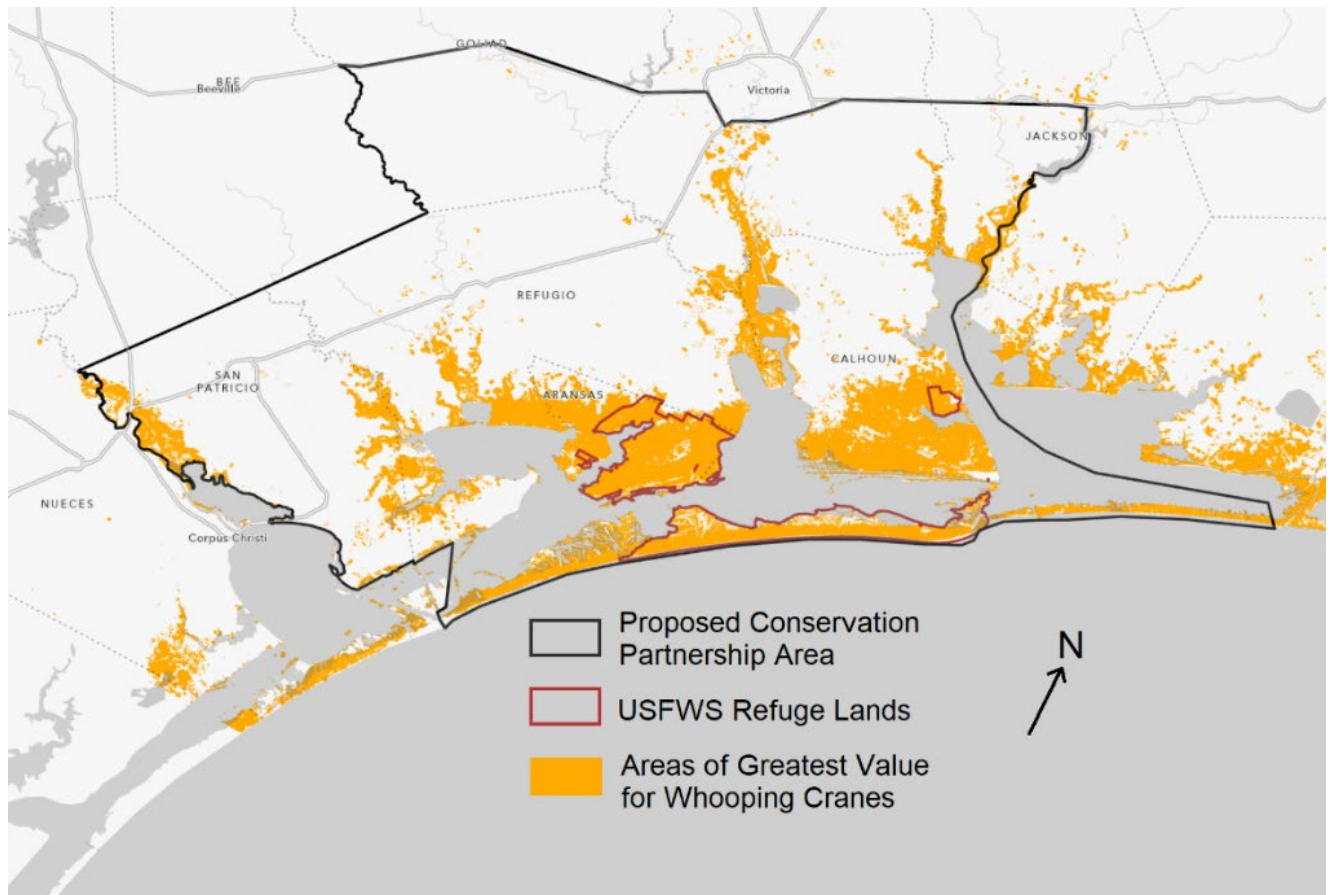 GOLIAD
BEE
Beeville
Victoria
JACKSON
REFUGIO
CALHOUN
SAN
PATRICIO
ARANSAS
NUECES
Corpus Christi
Proposed Conservation
Partnership Area
N
USFWS Refuge Lands
Areas of Greatest Value
for Whooping Cranes